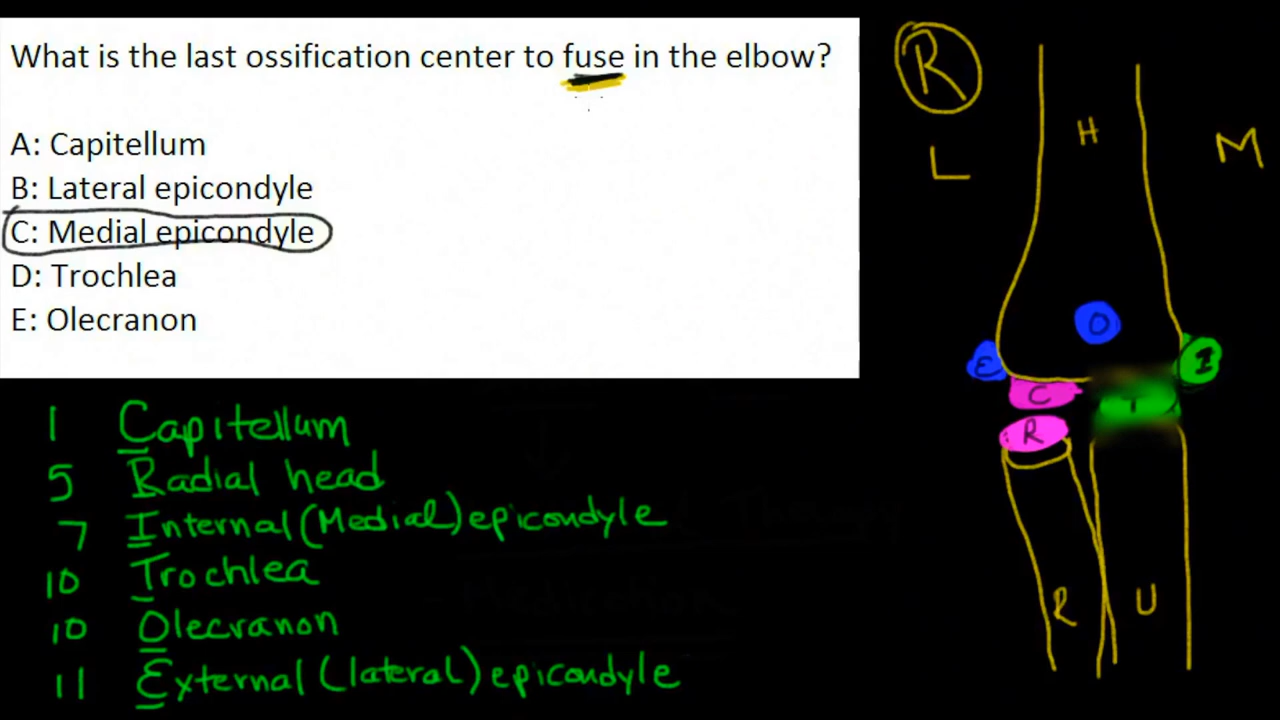 What is the last ossification center to fuse in the elbow?
A: Capitellum
B: Lateral epicondyle
C: Medial epicondyle
D: Trochlea
E: Olecranon
1 Capitellum
5 Radial head
7 Internal (Medial) epicondyle
10 Trochlea
10 Olecranon
11 External (lateral) epicondyle
R
L H M
O
E I
C T
R
R U